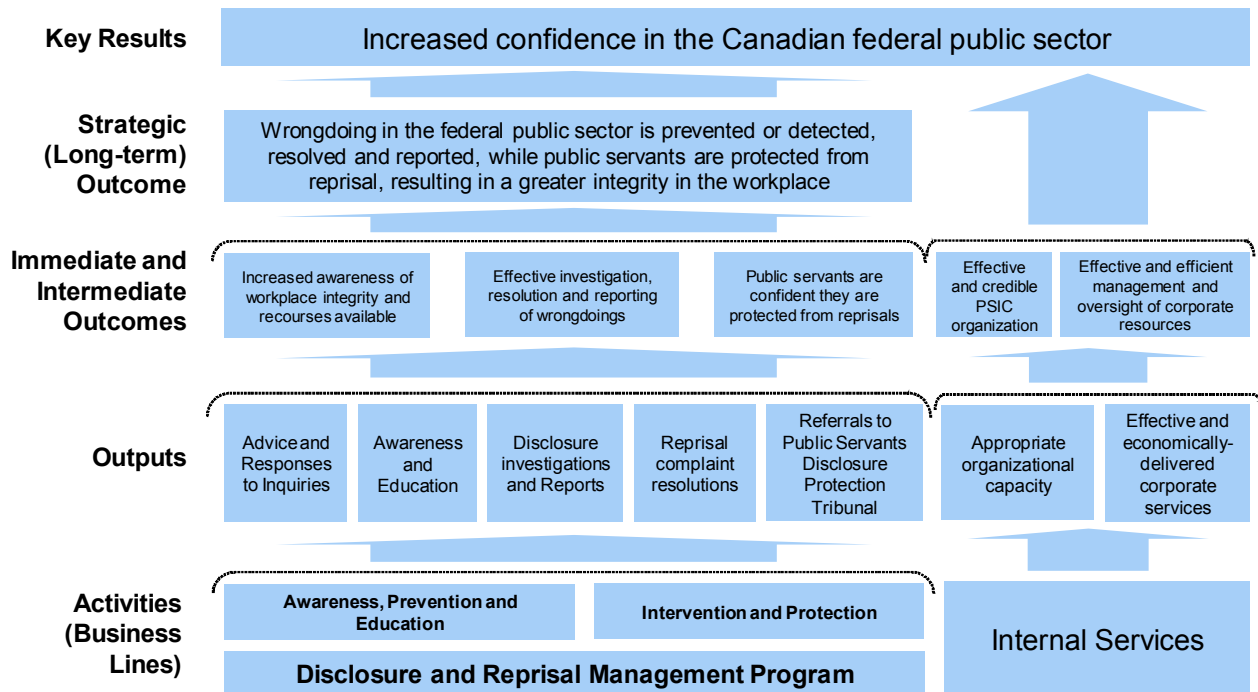 Key Results
Increased confidence in the Canadian federal public sector
Strategic
(Long-term)
Outcome
Wrongdoing in the federal public sector is prevented or detected,
resolved and reported, while public servants are protected from
reprisal, resulting in a greater integrity in the workplace
Immediate and
Intermediate
Outcomes
Increased awareness of
workplace integrity and
recourses available
Effective investigation,
resolution and reporting
of wrongdoings
Public servants are
confident they are
protected from reprisals
Effective
and credible
PSIC
organization
Effective and efficient
management and
oversight of corporate
resources
Outputs
Advice and
Responses
to Inquiries
Awareness
and
Education
Disclosure
investigations
and Reports
Reprisal
complaint
resolutions
Referrals to
Public Servants
Disclosure
Protection
Tribunal
Appropriate
organizational
capacity
Effective and
economically-
delivered
corporate
services
Activities
(Business
Lines)
Awareness, Prevention and
Education
Intervention and Protection
Disclosure and Reprisal Management Program
Internal Services